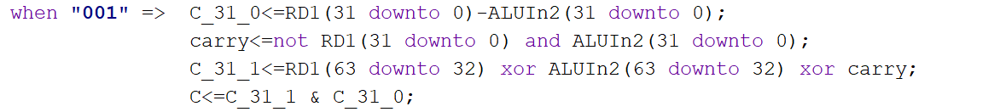 when "001" => C_31_0<=RD1(31 downto 0)-ALUIn2(31 downto 0);
carry<=not RD1(31 downto 0) and ALUIn2(31 downto 0);
C_31_1<=RD1(63 downto 32) xor ALUIn2(63 downto 32) xor carry;
C<=C_31_1 & C_31_0;